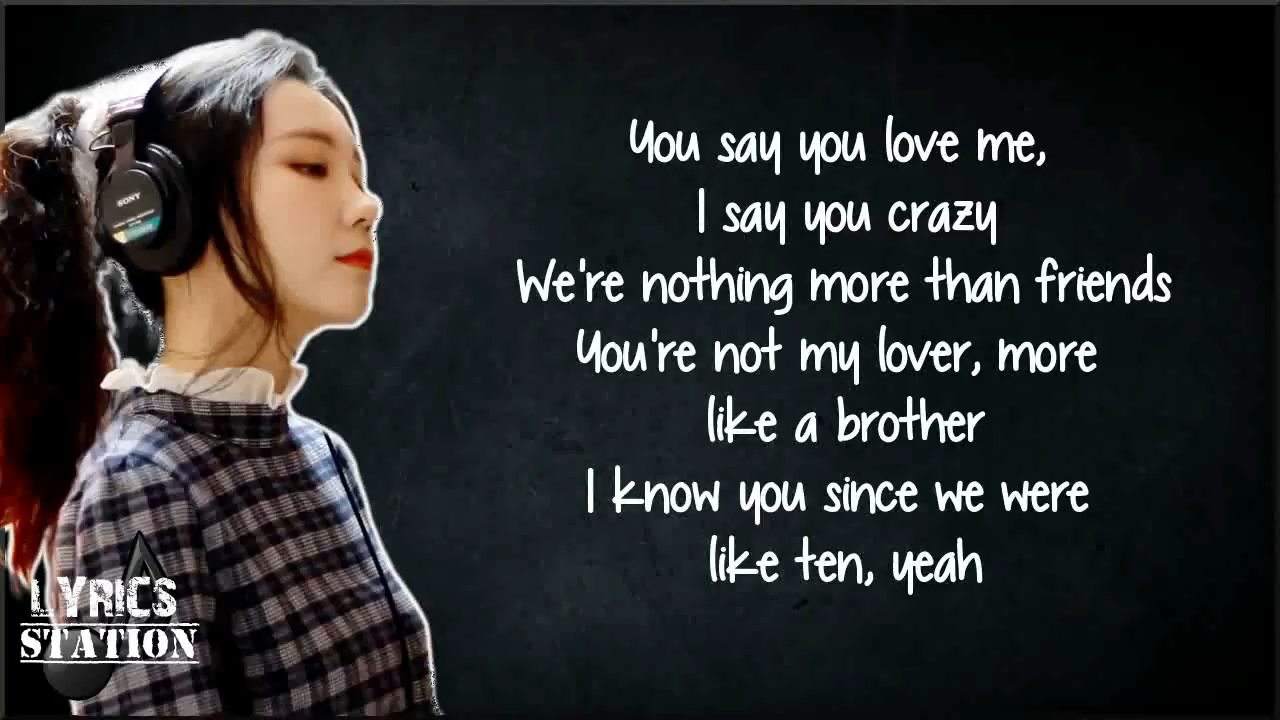 You say you love me,
I say you crazy
We're nothing more than friends
You're not my lover, more
like a brother
I know you since we were
like ten, yeah
SONY
LYRICS
STATION